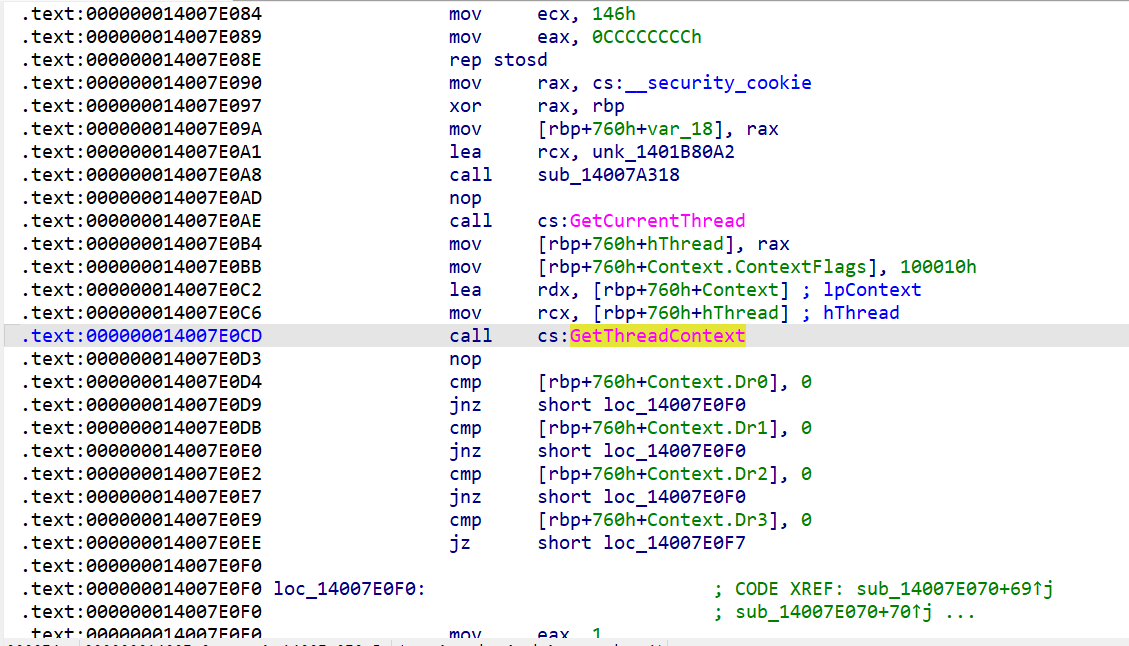 .text:000000014007E084 mov ecx, 146h
.text:000000014007E089 mov eax, 0CCCCCCCCh
.text:000000014007E08E rep stosd
.text:000000014007E090 mov rax, cs:__security_cookie
.text:000000014007E097 xor rax, rbp
.text:000000014007E09A mov [rbp+760h+var_18], rax
.text:000000014007E0A1 lea rcx, unk_1401B80A2
.text:000000014007E0A8 call sub_14007A318
.text:000000014007E0AD nop
.text:000000014007E0AE call cs:GetCurrentThread
.text:000000014007E0B4 mov [rbp+760h+hThread], rax
.text:000000014007E0BB mov [rbp+760h+Context.ContextFlags], 100010h
.text:000000014007E0C2 lea rdx, [rbp+760h+Context] ; lpContext
.text:000000014007E0C6 mov rcx, [rbp+760h+hThread] ; hThread
.text:000000014007E0CD call cs:GetThreadContext
.text:000000014007E0D3 nop
.text:000000014007E0D4 cmp [rbp+760h+Context.Dr0], 0
.text:000000014007E0D9 jnz short loc_14007E0F0
.text:000000014007E0DB cmp [rbp+760h+Context.Dr1], 0
.text:000000014007E0E0 jnz short loc_14007E0F0
.text:000000014007E0E2 cmp [rbp+760h+Context.Dr2], 0
.text:000000014007E0E7 jnz short loc_14007E0F0
.text:000000014007E0E9 cmp [rbp+760h+Context.Dr3], 0
.text:000000014007E0EE jz short loc_14007E0F7
.text:000000014007E0F0
.text:000000014007E0F0 loc_14007E0F0: ; CODE XREF: sub_14007E070+69↑j
.text:000000014007E0F0 ; sub_14007E070+70↑j ...
.text:000000014007E0F0 mov eax, 1